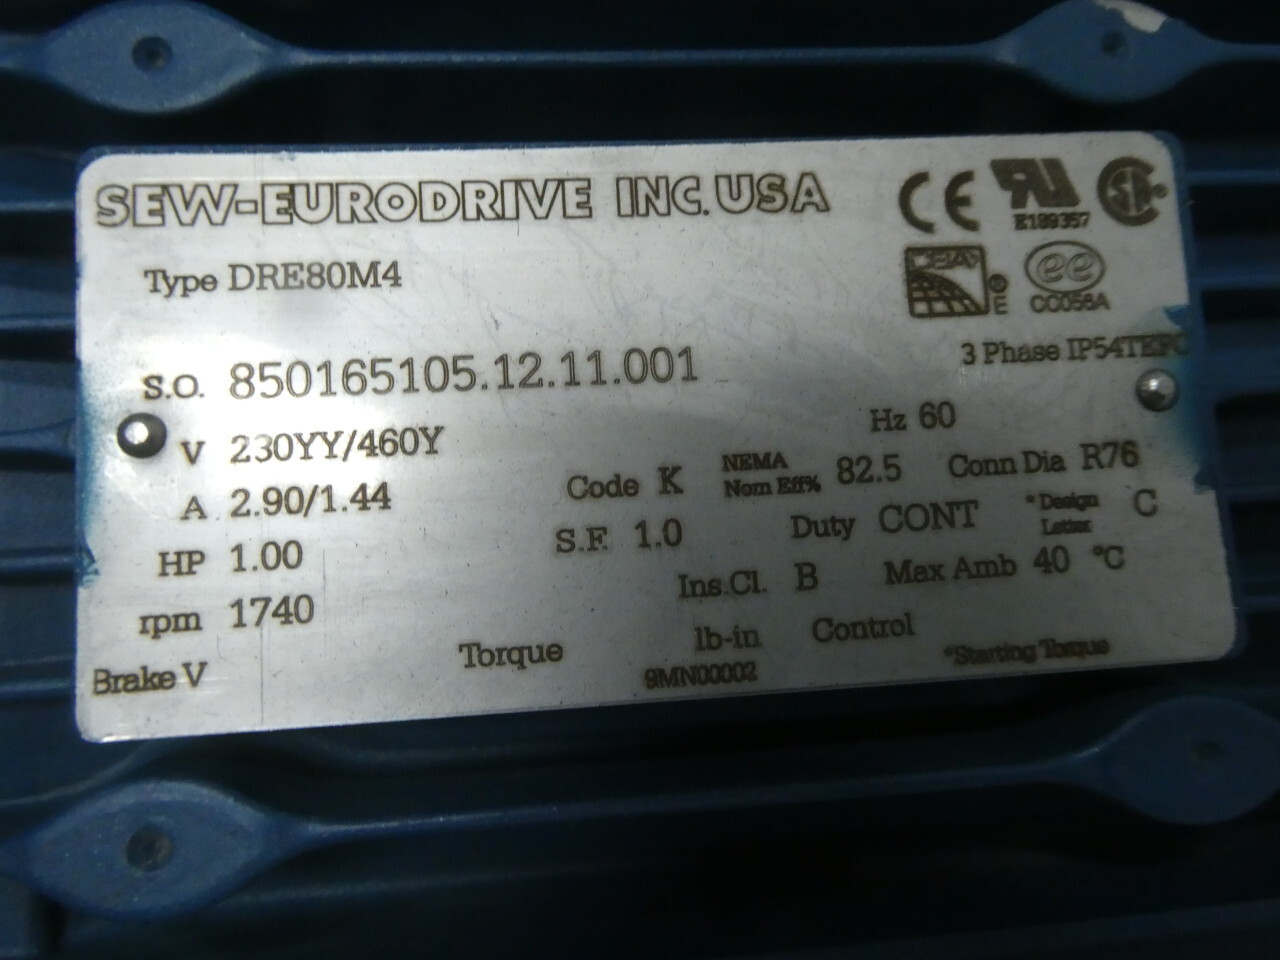 SEW-EURODRIVE INC. USA
CE
E189357
Type DRE80M4
ee
CC056A
E
S.O. 850165105.12.11.001
3 Phase IP54TEFC
V 230YY/460Y
Hz 60
A 2.90/1.44
Code K
NEMA Nom Eff% 82.5
Conn Dia R76
HP 1.00
S.F. 1.0
Duty CONT
*Design Letter C
rpm 1740
Ins.Cl. B
Max Amb 40 °C
Brake V
Torque
lb-in
Control
9MN00002
*Starting Torque